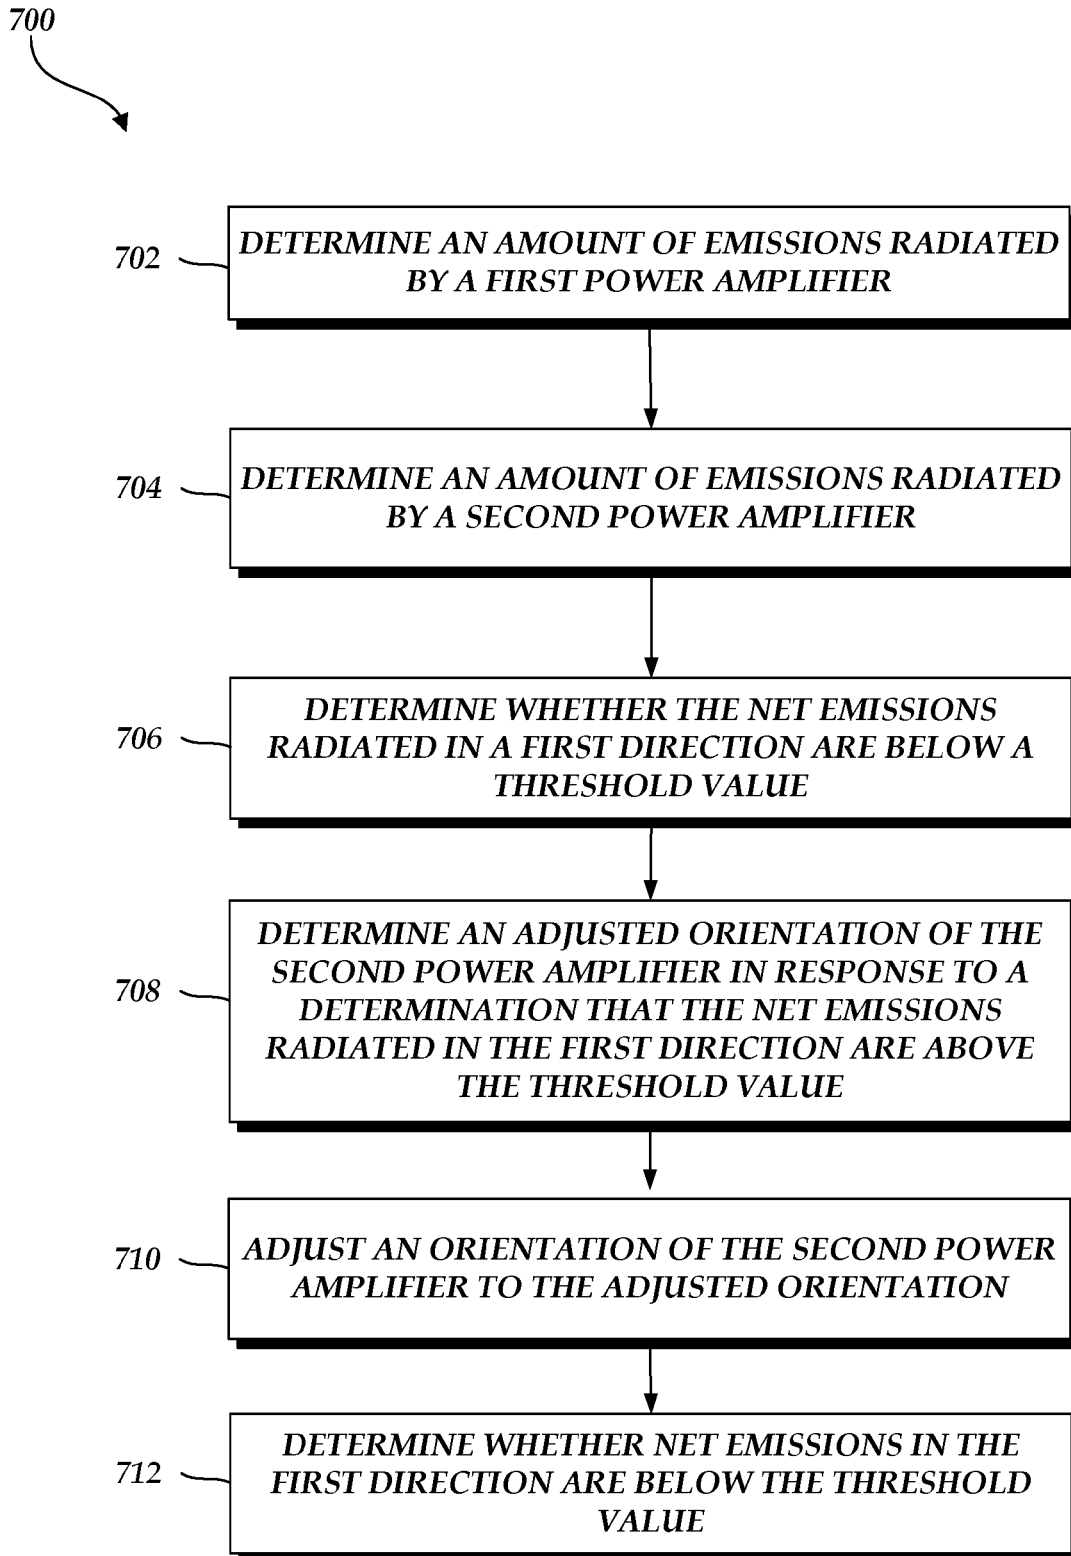 700
702
DETERMINE AN AMOUNT OF EMISSIONS RADIATED
BY A FIRST POWER AMPLIFIER
704
DETERMINE AN AMOUNT OF EMISSIONS RADIATED
BY A SECOND POWER AMPLIFIER
706
DETERMINE WHETHER THE NET EMISSIONS
RADIATED IN A FIRST DIRECTION ARE BELOW A
THRESHOLD VALUE
708
DETERMINE AN ADJUSTED ORIENTATION OF THE
SECOND POWER AMPLIFIER IN RESPONSE TO A
DETERMINATION THAT THE NET EMISSIONS
RADIATED IN THE FIRST DIRECTION ARE ABOVE
THE THRESHOLD VALUE
710
ADJUST AN ORIENTATION OF THE SECOND POWER
AMPLIFIER TO THE ADJUSTED ORIENTATION
712
DETERMINE WHETHER NET EMISSIONS IN THE
FIRST DIRECTION ARE BELOW THE THRESHOLD
VALUE